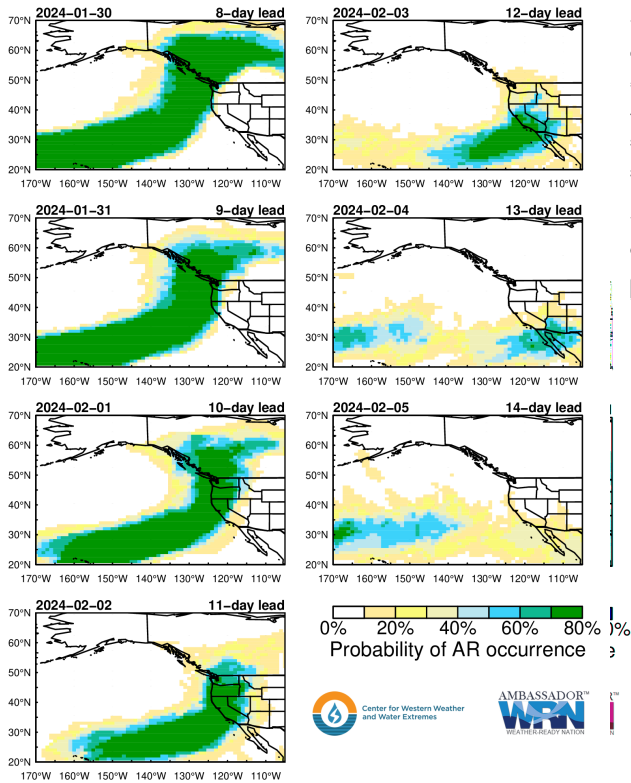 2024-01-30 8-day lead
70°N
60°N
50°N
40°N
30°N
20°N
170°W 160°W 150°W 140°W 130°W 120°W 110°W
2024-02-03 12-day lead
70°N
60°N
50°N
40°N
30°N
20°N
170°W 160°W 150°W 140°W 130°W 120°W 110°W
2024-01-31 9-day lead
70°N
60°N
50°N
40°N
30°N
20°N
170°W 160°W 150°W 140°W 130°W 120°W 110°W
2024-02-04 13-day lead
70°N
60°N
50°N
40°N
30°N
20°N
170°W 160°W 150°W 140°W 130°W 120°W 110°W
2024-02-01 10-day lead
70°N
60°N
50°N
40°N
30°N
20°N
170°W 160°W 150°W 140°W 130°W 120°W 110°W
2024-02-05 14-day lead
70°N
60°N
50°N
40°N
30°N
20°N
170°W 160°W 150°W 140°W 130°W 120°W 110°W
2024-02-02 11-day lead
70°N
60°N
50°N
40°N
30°N
20°N
170°W 160°W 150°W 140°W 130°W 120°W 110°W
0% 20% 40% 60% 80% 0%
Probability of AR occurrence e
Center for Western Weather
and Water Extremes
AMBASSADOR™
WRN
WEATHER-READY NATION